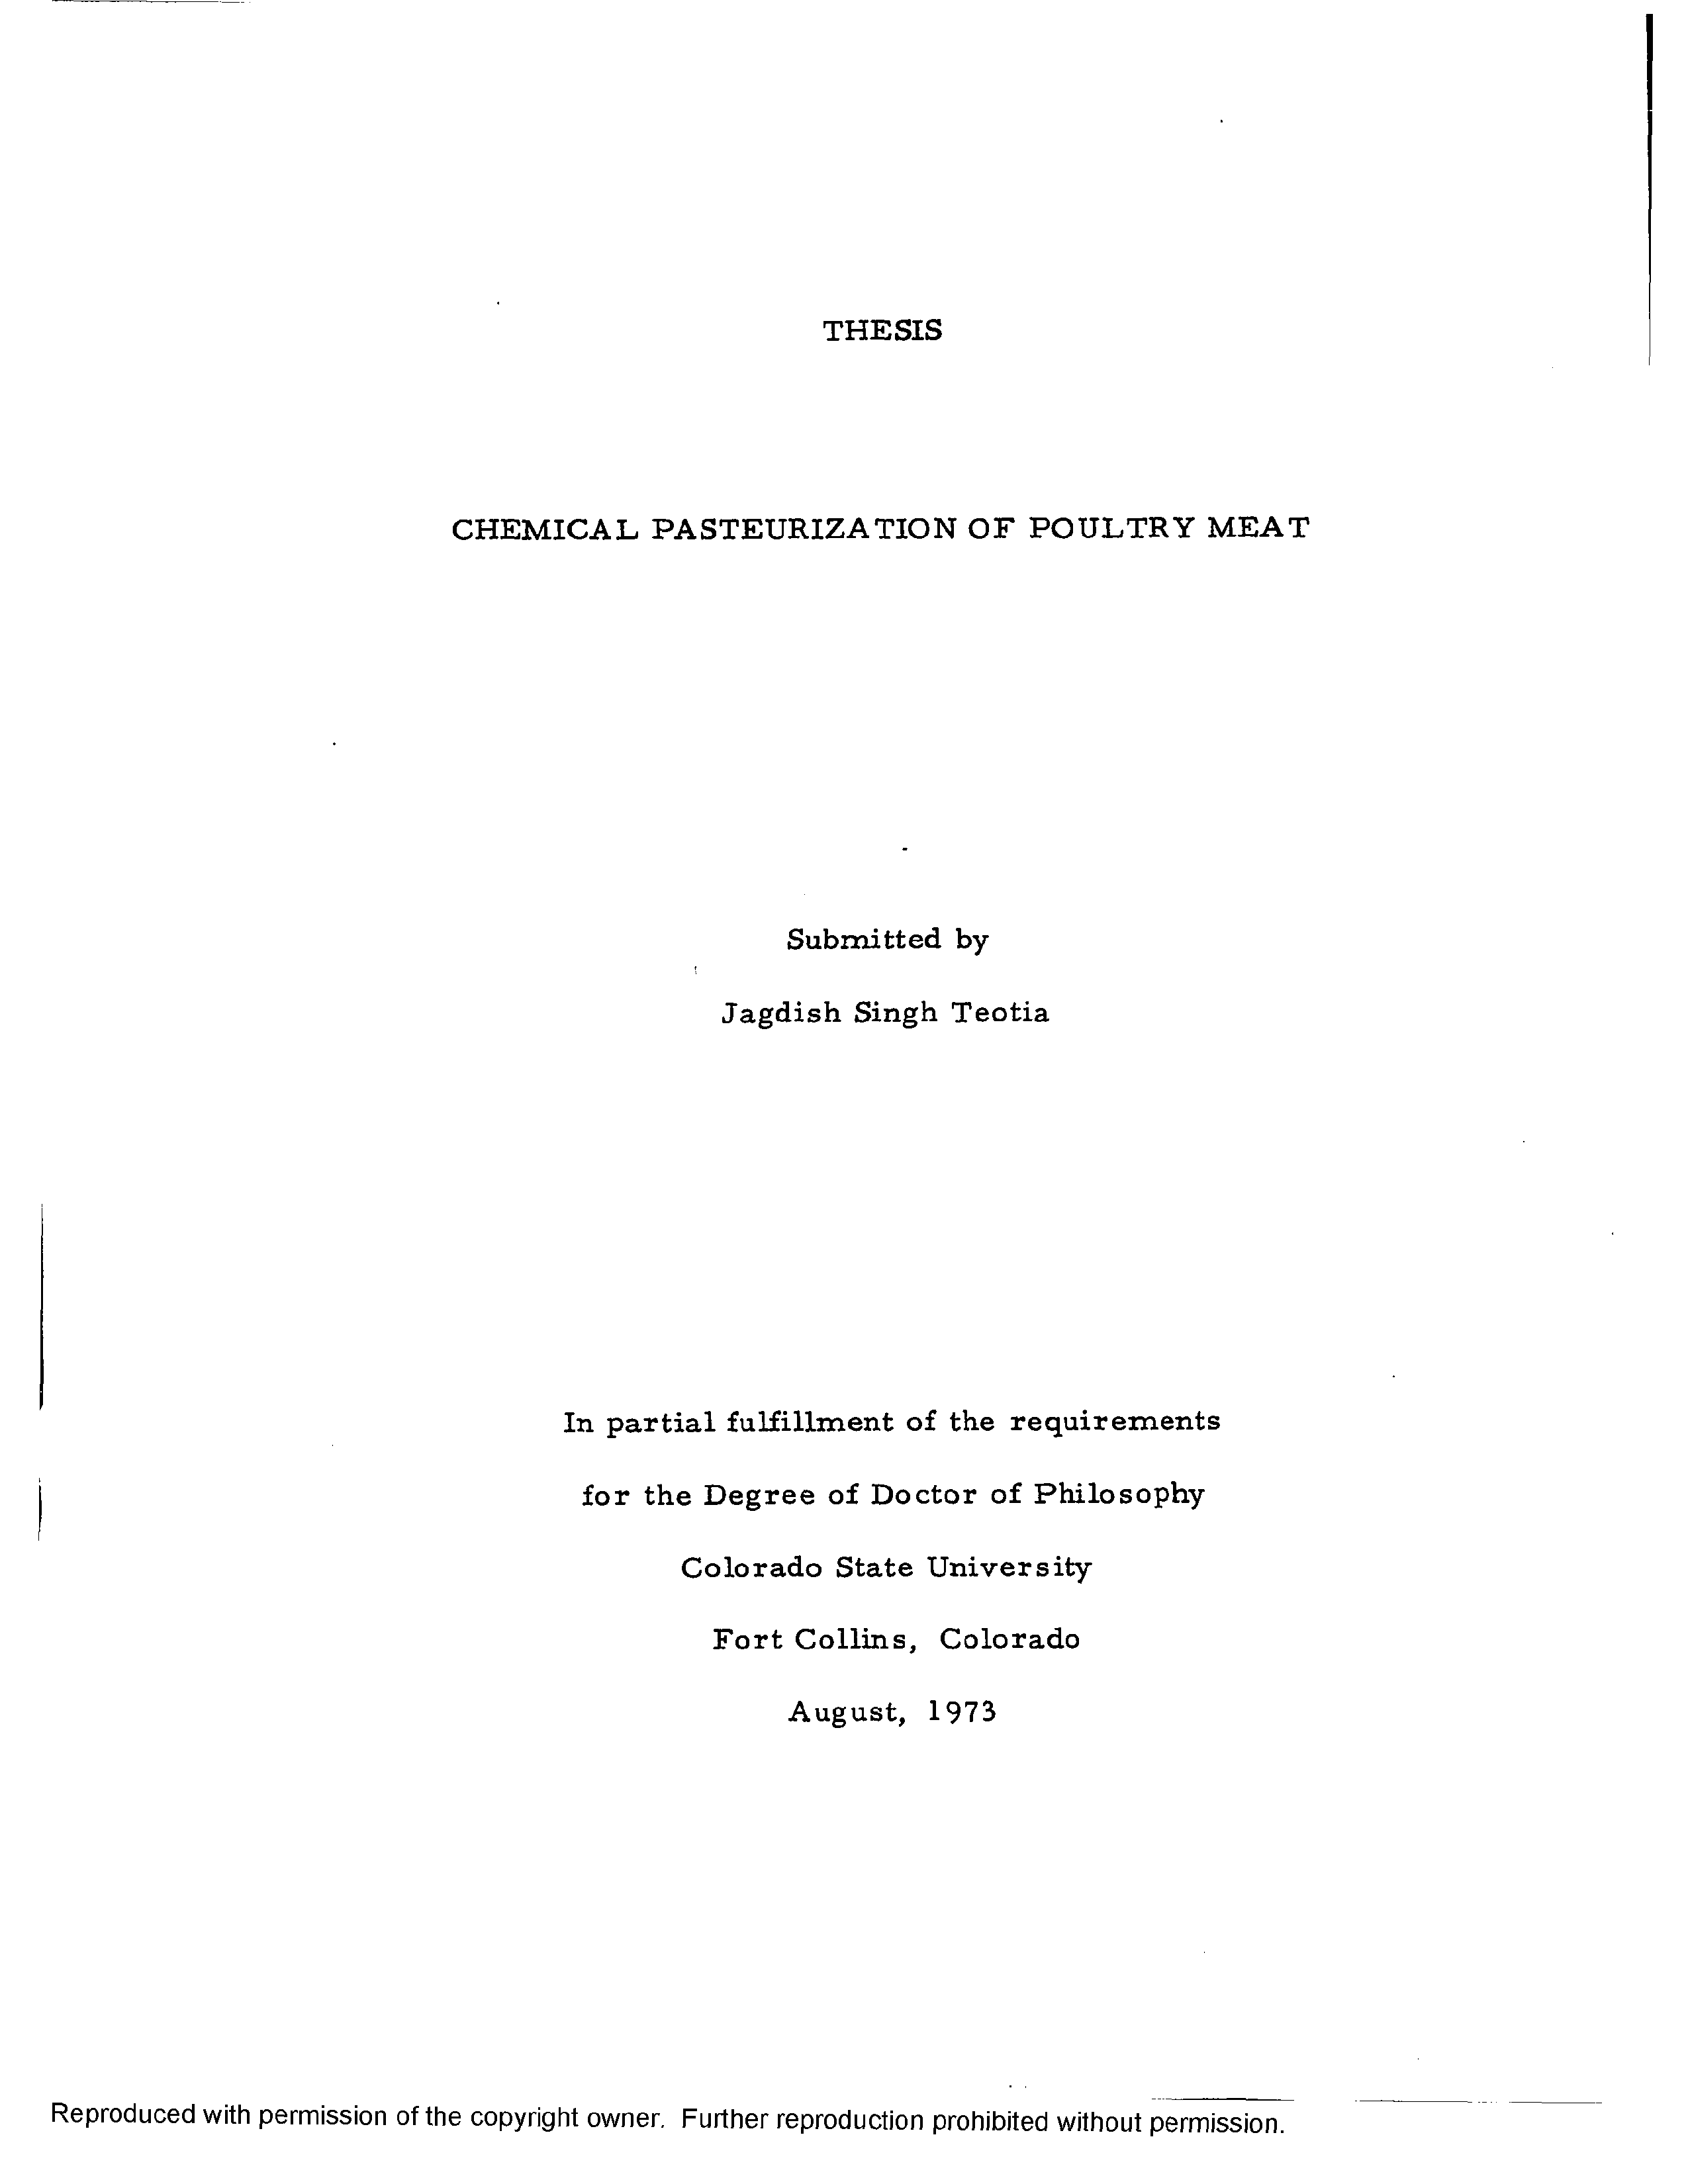 THESIS
CHEMICAL PASTEURIZATION OF POULTRY MEAT
Submitted by
Jagdish Singh Teotia
In partial fulfillment of the requirements
for the Degree of Doctor of Philosophy
Colorado State University
Fort Collins, Colorado
August, 1973
Reproduced with permission of the copyright owner. Further reproduction prohibited without permission.